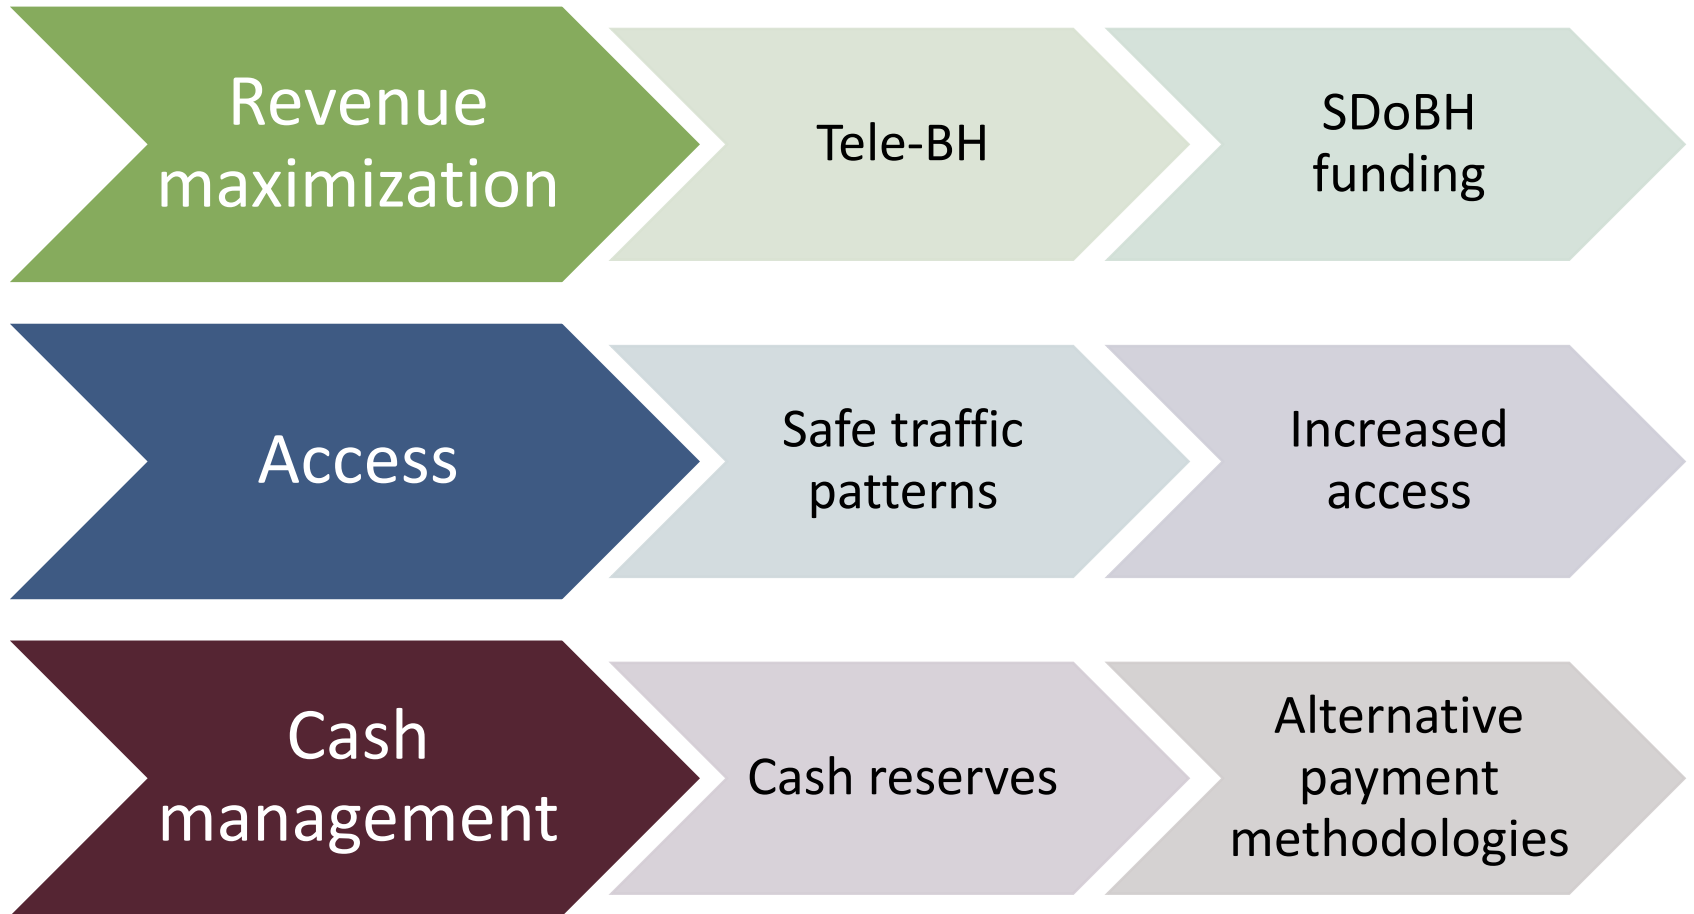 Revenue
maximization
Tele-BH
SDoBH
funding
Access
Safe traffic
patterns
Increased
access
Cash
management
Cash reserves
Alternative
payment
methodologies